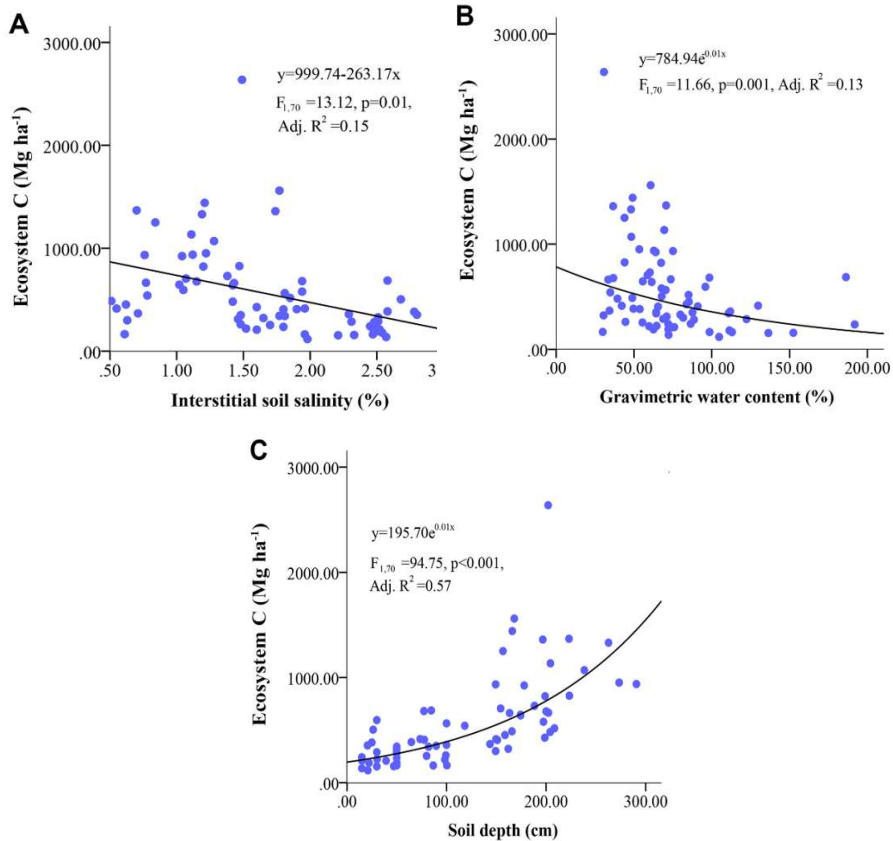 A
3000.00
2000.00
1000.00
.00
Ecosystem C (Mg ha⁻¹)
y=999.74-263.17x
F₁,₇₀ =13.12, p=0.01,
Adj. R² =0.15
.50 1.00 1.50 2.00 2.50 3
Interstitial soil salinity (%)
B
3000.00
2000.00
1000.00
.00
Ecosystem C (Mg ha⁻¹)
y=784.94e⁻⁰·⁰¹ˣ
F₁,₇₀ =11.66, p=0.001, Adj. R² =0.13
.00 50.00 100.00 150.00 200.00
Gravimetric water content (%)
C
3000.00
2000.00
1000.00
.00
Ecosystem C (Mg ha⁻¹)
y=195.70e⁰·⁰¹ˣ
F₁,₇₀ =94.75, p<0.001,
Adj. R² =0.57
.00 100.00 200.00 300.00
Soil depth (cm)